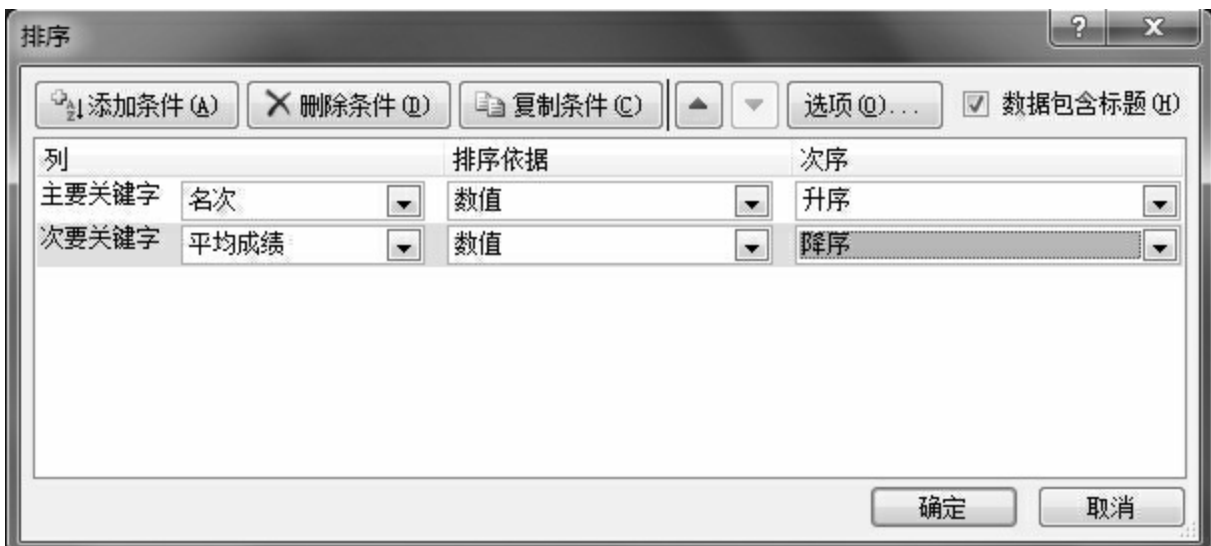 排序
添加条件(A) 删除条件(D) 复制条件(C) 选项(O)... 数据包含标题(H)
列 排序依据 次序
主要关键字 名次 数值 升序
次要关键字 平均成绩 数值 降序
确定 取消